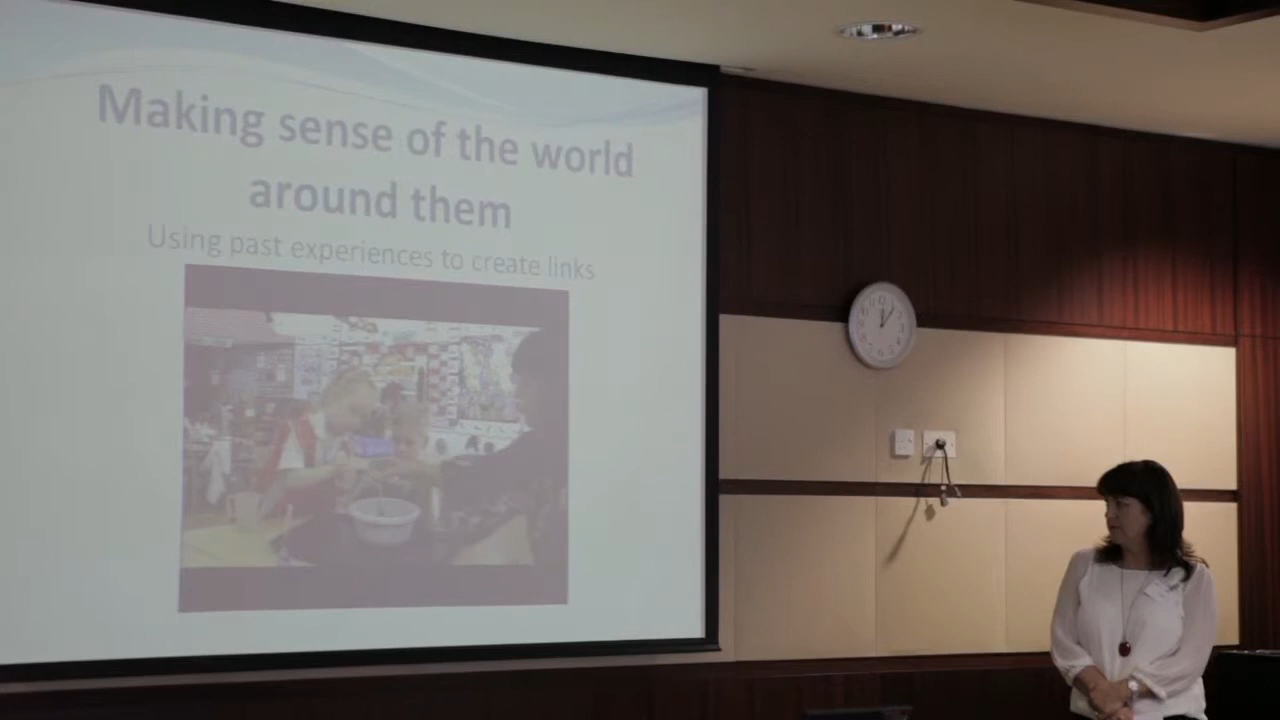 Making sense of the world
around them
Using past experiences to create links